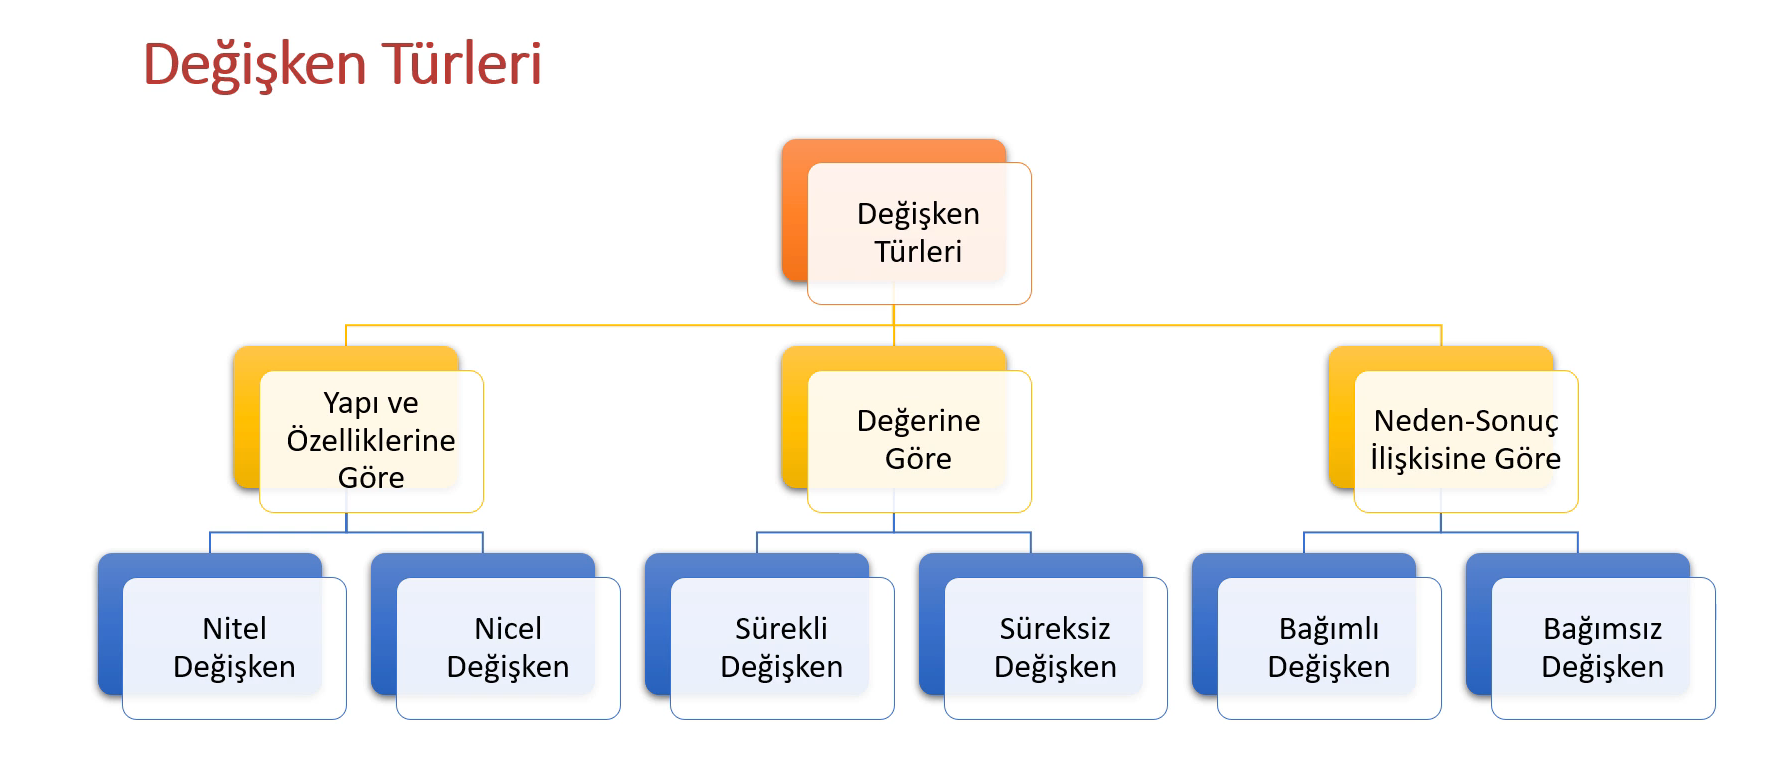 Değişken Türleri
Değişken
Türleri
Yapı ve
Özelliklerine
Göre
Değerine
Göre
Neden-Sonuç
İlişkisine Göre
Nitel
Değişken
Nicel
Değişken
Sürekli
Değişken
Süreksiz
Değişken
Bağımlı
Değişken
Bağımsız
Değişken